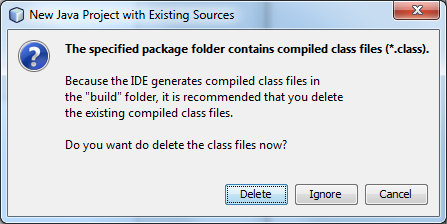 New Java Project with Existing Sources
The specified package folder contains compiled class files (*.class).
Because the IDE generates compiled class files in
the "build" folder, it is recommended that you delete
the existing compiled class files.
Do you want do delete the class files now?
Delete Ignore Cancel